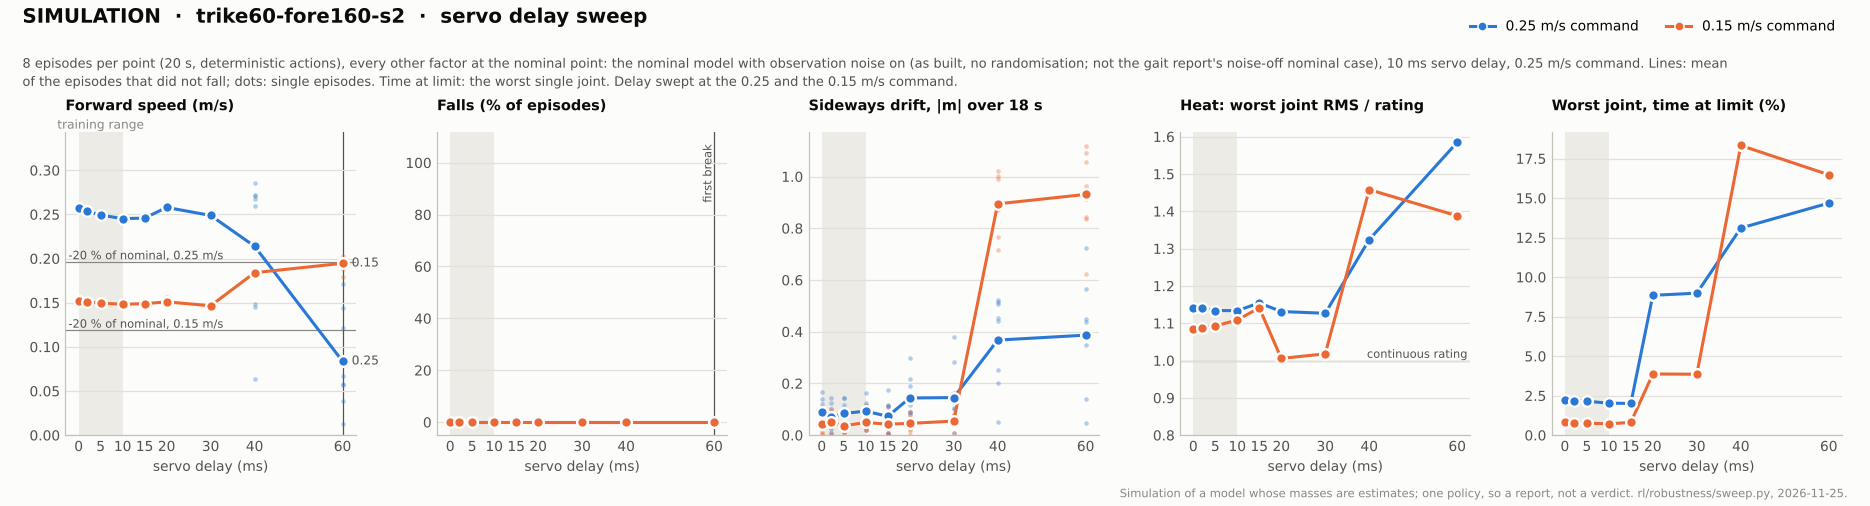 SIMULATION · trike60-fore160-s2 · servo delay sweep
0.25 m/s command
0.15 m/s command
8 episodes per point (20 s, deterministic actions), every other factor at the nominal point: the nominal model with observation noise on (as built, no randomisation; not the gait report's noise-off nominal case), 10 ms servo delay, 0.25 m/s command. Lines: mean
of the episodes that did not fall; dots: single episodes. Time at limit: the worst single joint. Delay swept at the 0.25 and the 0.15 m/s command.
Forward speed (m/s)
training range
0.30
0.25
0.20
0.15
0.10
0.05
0.00
-20 % of nominal, 0.25 m/s
-20 % of nominal, 0.15 m/s
0.15
0.25
0 5 10 15 20 30 40 60
servo delay (ms)
Falls (% of episodes)
100
80
60
40
20
0
first break
0 5 10 15 20 30 40 60
servo delay (ms)
Sideways drift, |m| over 18 s
1.0
0.8
0.6
0.4
0.2
0.0
0 5 10 15 20 30 40 60
servo delay (ms)
Heat: worst joint RMS / rating
1.6
1.5
1.4
1.3
1.2
1.1
1.0
0.9
0.8
continuous rating
0 5 10 15 20 30 40 60
servo delay (ms)
Worst joint, time at limit (%)
17.5
15.0
12.5
10.0
7.5
5.0
2.5
0.0
0 5 10 15 20 30 40 60
servo delay (ms)
Simulation of a model whose masses are estimates; one policy, so a report, not a verdict. rl/robustness/sweep.py, 2026-11-25.